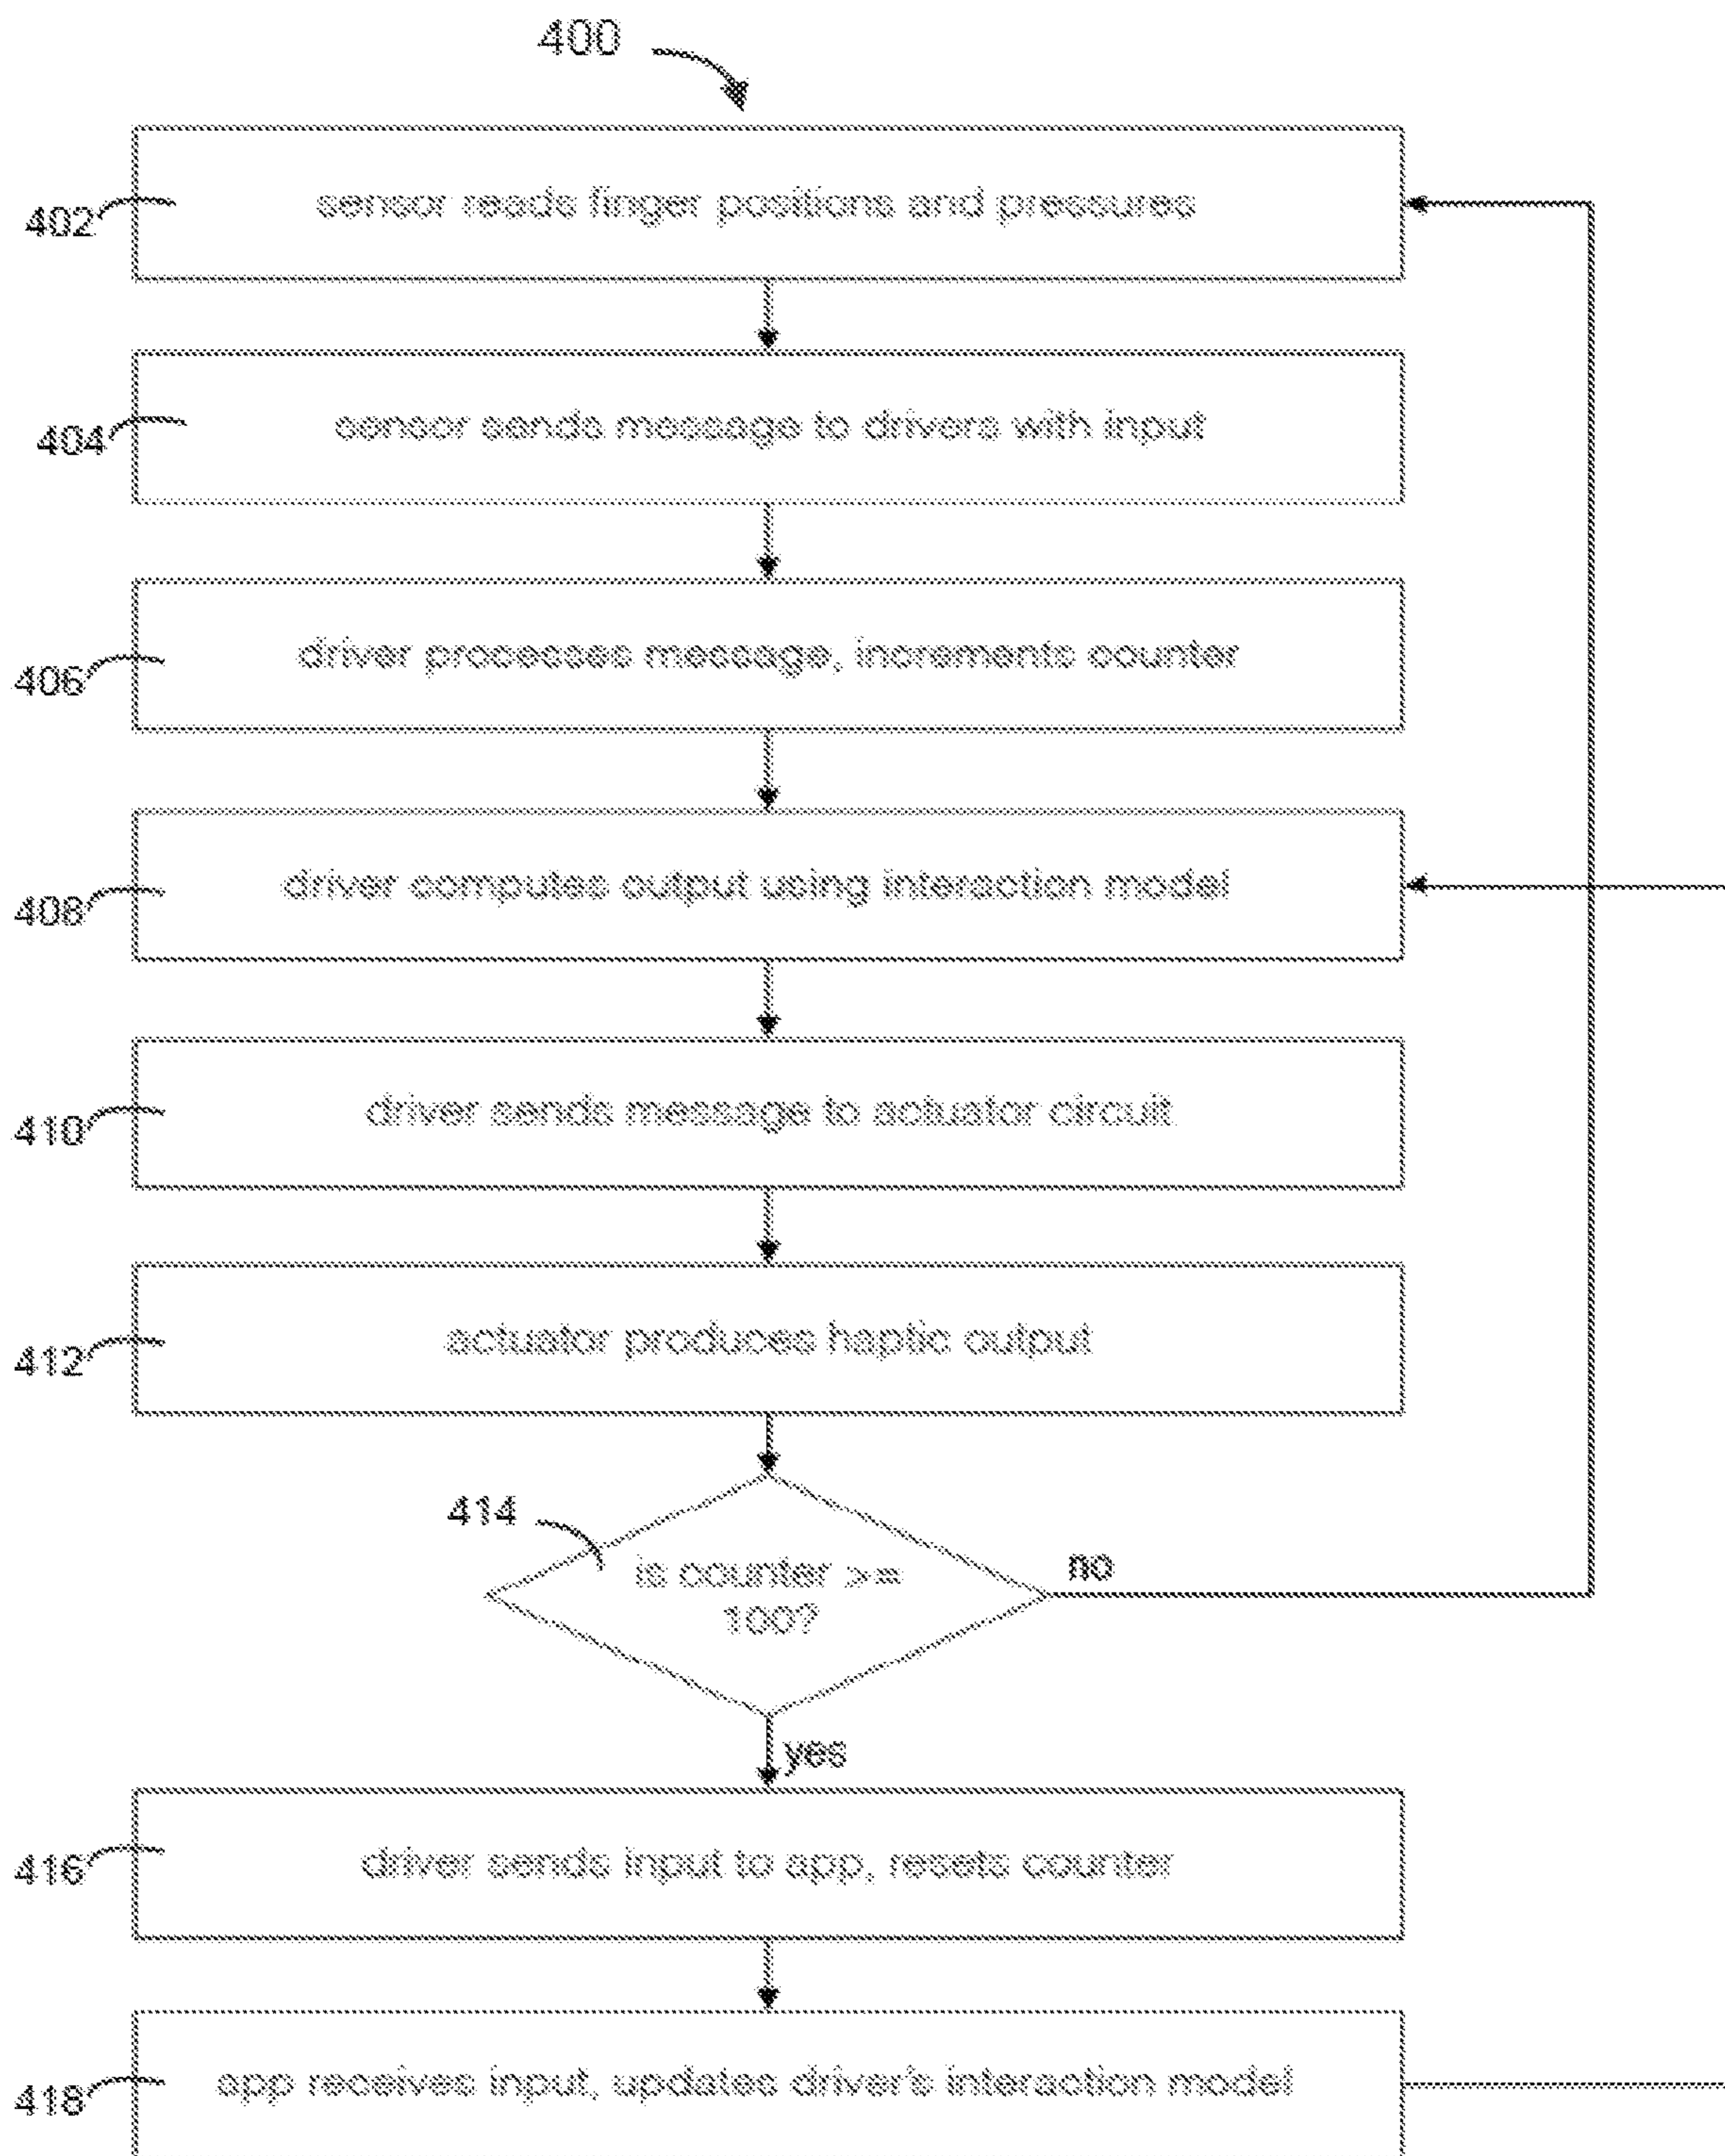 400
402
sensor reads finger positions and pressures
404
sensor sends message to drivers with input
406
driver processes message, increments counter
408
driver computes output using interaction model
410
driver sends message to actuator circuit
412
actuator produces haptic output
414
is counter >=
100?
no
yes
416
driver sends input to app, resets counter
418
app receives input, updates driver's interaction model